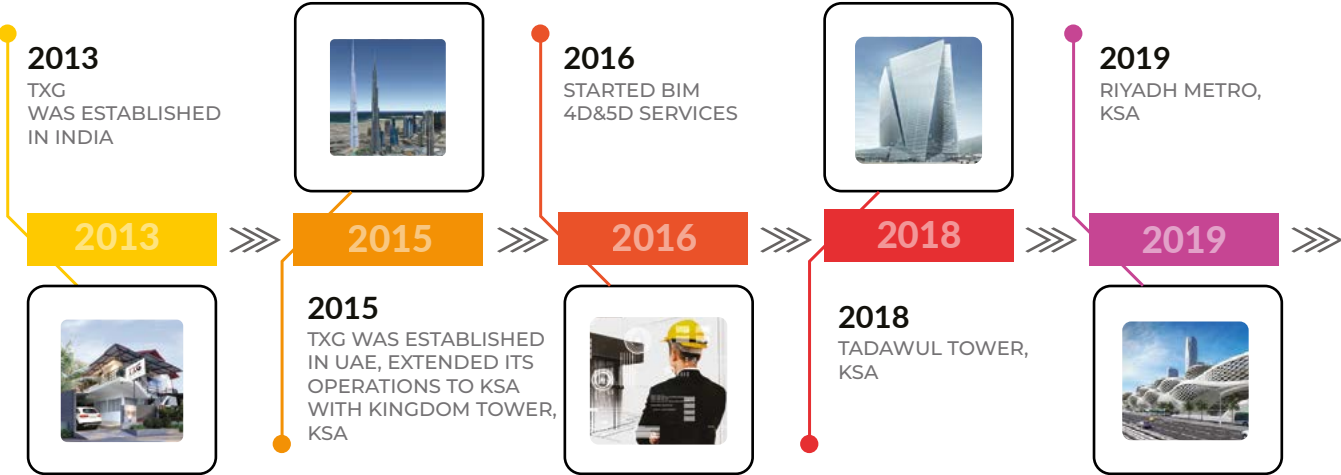 2013
TXG
WAS ESTABLISHED
IN INDIA
2016
STARTED BIM
4D&5D SERVICES
2019
RIYADH METRO,
KSA
2013
2015
2016
2018
2019
2015
TXG WAS ESTABLISHED
IN UAE, EXTENDED ITS
OPERATIONS TO KSA
WITH KINGDOM TOWER,
KSA
2018
TADAWUL TOWER,
KSA
TXG